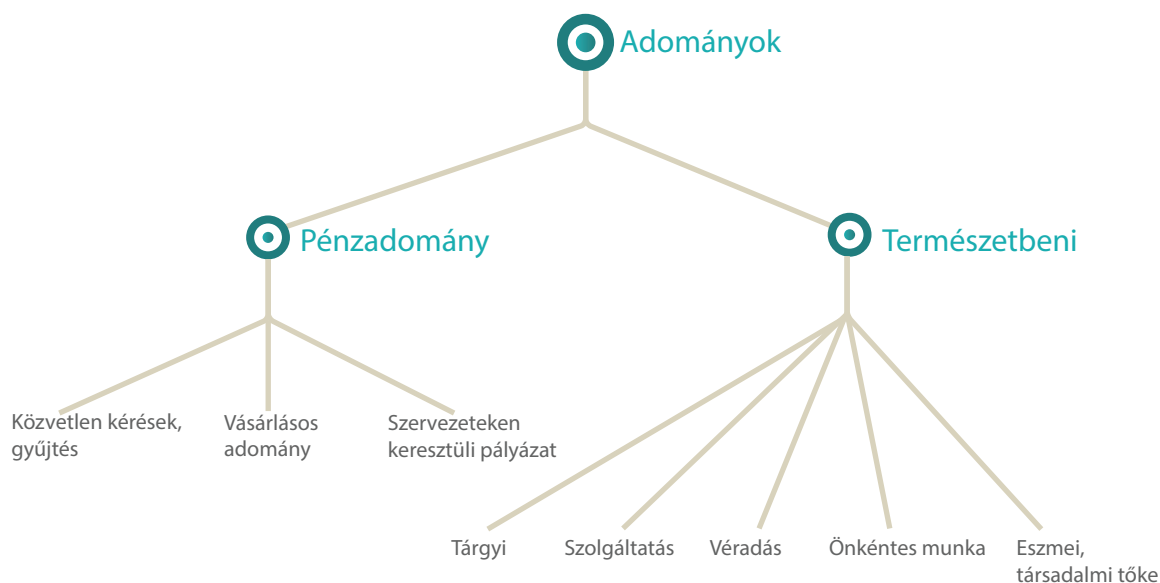 Adományok
Pénzadomány
Természetbeni
Közvetlen kérések,
gyűjtés
Vásárlásos
adomány
Szervezeteken
keresztüli pályázat
Tárgyi
Szolgáltatás
Véradás
Önkéntes munka
Eszmei,
társadalmi tőke